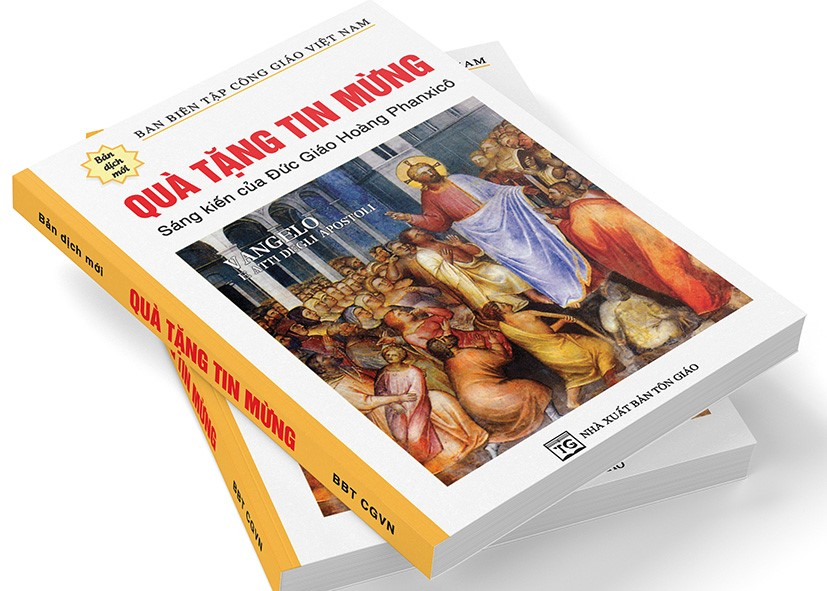 BAN BIÊN TẬP CÔNG GIÁO VIỆT NAM
Bản
dịch
mới
QUÀ TẶNG TIN MỪNG
Sáng kiến của Đức Giáo Hoàng Phanxicô
VANGELO
E ATTI DEGLI APOSTOLI
TG
NHÀ XUẤT BẢN TÔN GIÁO
Bản dịch mới
QUÀ TẶNG TIN MỪNG
BBT CGVN
NAM
TIN MỪNG
BBT CGVN